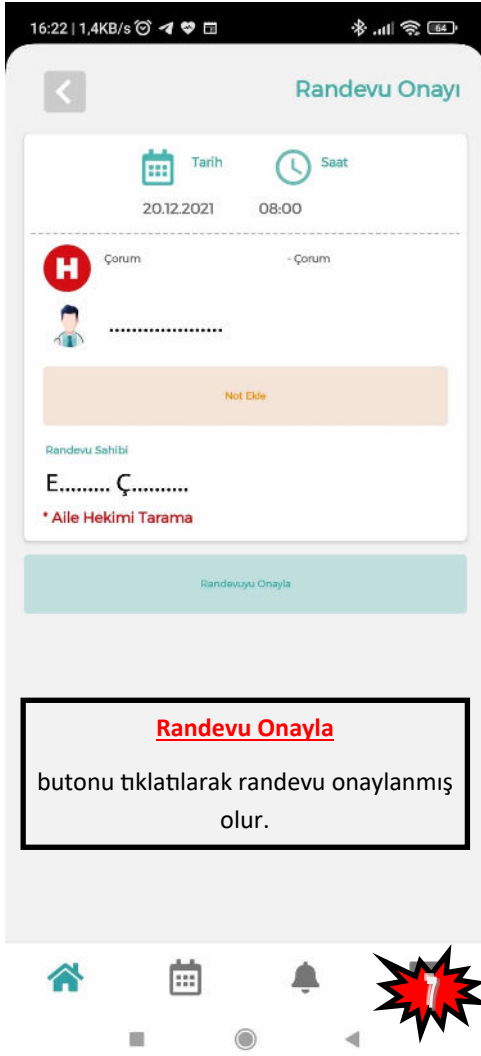 16:22 | 1,4KB/s
64
Randevu Onayı
Tarih
Saat
20.12.2021
08:00
H
Çorum
- Çorum
.....................
Not Ekle
Randevu Sahibi
E......... Ç..........
* Aile Hekimi Tarama
Randevuyu Onayla
Randevu Onayla
butonu tıklatılarak randevu onaylanmış
olur.
7